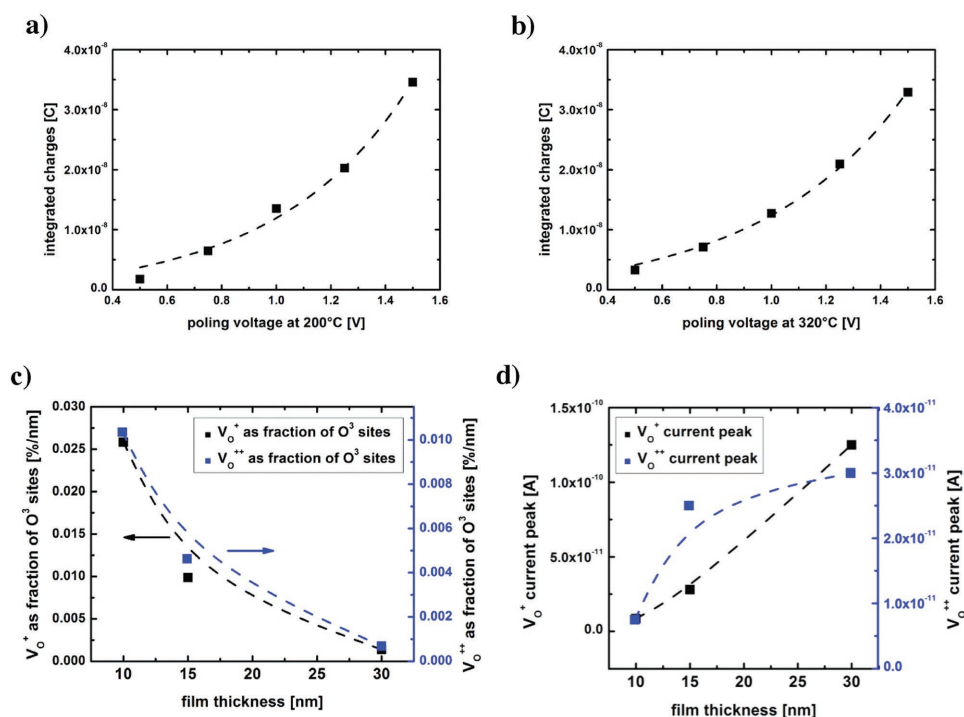 a)
4.0x10⁻⁸
3.0x10⁻⁸
2.0x10⁻⁸
1.0x10⁻⁸
0.0
integrated charges [C]
0.4 0.6 0.8 1.0 1.2 1.4 1.6
poling voltage at 200°C [V]
b)
4.0x10⁻⁸
3.0x10⁻⁸
2.0x10⁻⁸
1.0x10⁻⁸
0.0
integrated charges [C]
0.4 0.6 0.8 1.0 1.2 1.4 1.6
poling voltage at 320°C [V]
c)
V_O⁺ as fraction of O³ sites [%/nm]
0.030
0.025
0.020
0.015
0.010
0.005
0.000
V_O⁺ as fraction of O³ sites
V_O⁺⁺ as fraction of O³ sites
0.010
0.008
0.006
0.004
0.002
0.000
V_O⁺⁺ as fraction of O³ sites [%/nm]
10 15 20 25 30
film thickness [nm]
d)
V_O⁺ current peak [A]
1.5x10⁻¹⁰
1.0x10⁻¹⁰
5.0x10⁻¹¹
0.0
V_O⁺ current peak
V_O⁺⁺ current peak
4.0x10⁻¹¹
3.0x10⁻¹¹
2.0x10⁻¹¹
1.0x10⁻¹¹
0.0
V_O⁺⁺ current peak [A]
10 15 20 25 30
film thickness [nm]